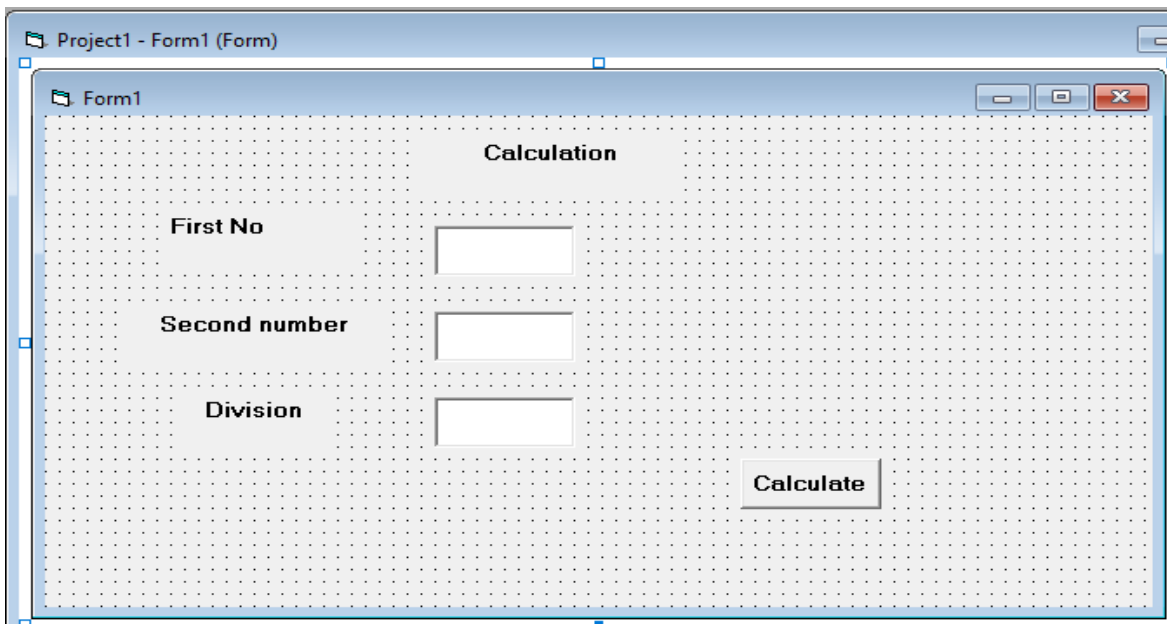 Project1 - Form1 (Form)
Form1
Calculation
First No
Second number
Division
Calculate